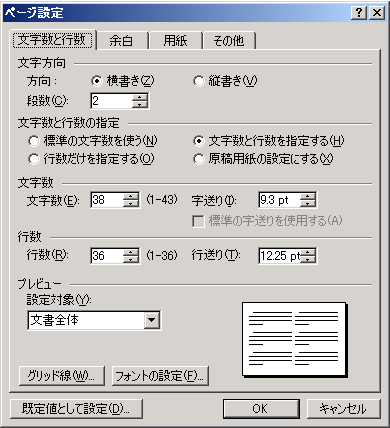 ページ設定
文字数と行数 余白 用紙 その他
文字方向
方向: 横書き(Z) 縦書き(V)
段数(C): 2
文字数と行数の指定
標準の文字数を使う(N) 文字数と行数を指定する(H)
行数だけを指定する(O) 原稿用紙の設定にする(X)
文字数
文字数(E): 38 (1-43) 字送り(I): 9.3 pt
標準の字送りを使用する(A)
行数
行数(R): 36 (1-36) 行送り(T): 12.25 pt
プレビュー
設定対象(Y):
文書全体
グリッド線(W)... フォントの設定(F)...
既定値として設定(D)... OK キャンセル